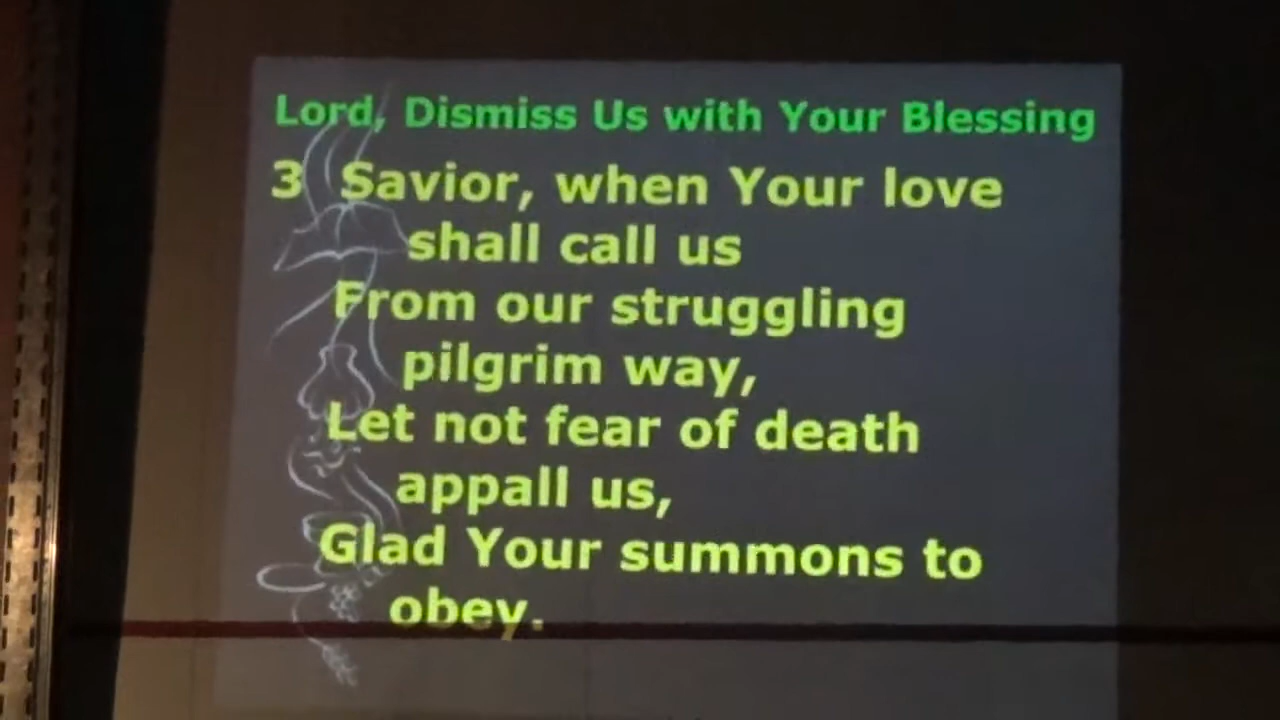 Lord, Dismiss Us with Your Blessing
3 Savior, when Your love
shall call us
From our struggling
pilgrim way,
Let not fear of death
appall us,
Glad Your summons to
obey.